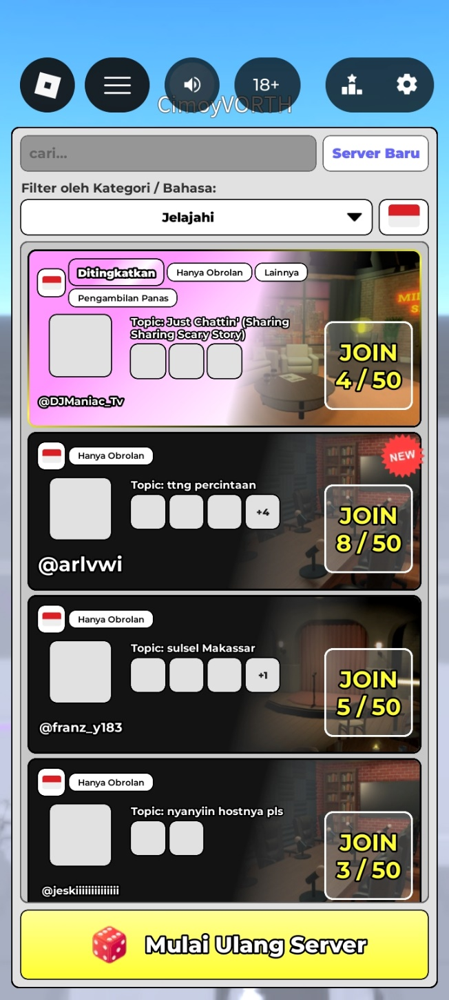 18+
CimoyVORTH
cari...
Server Baru
Filter oleh Kategori / Bahasa:
Jelajahi
Ditingkatkan
Hanya Obrolan
Lainnya
Pengambilan Panas
Topic: Just Chattin' (Sharing
Sharing Scary Story)
JOIN
4 / 50
@DJManiac_Tv
Hanya Obrolan
NEW
Topic: ttng percintaan
+4
JOIN
8 / 50
@arlvwi
Hanya Obrolan
Topic: sulsel Makassar
+1
JOIN
5 / 50
@franz_y183
Hanya Obrolan
Topic: nyanyiin hostnya pls
JOIN
3 / 50
@jeskiiiiiiiiiiiiii
Mulai Ulang Server